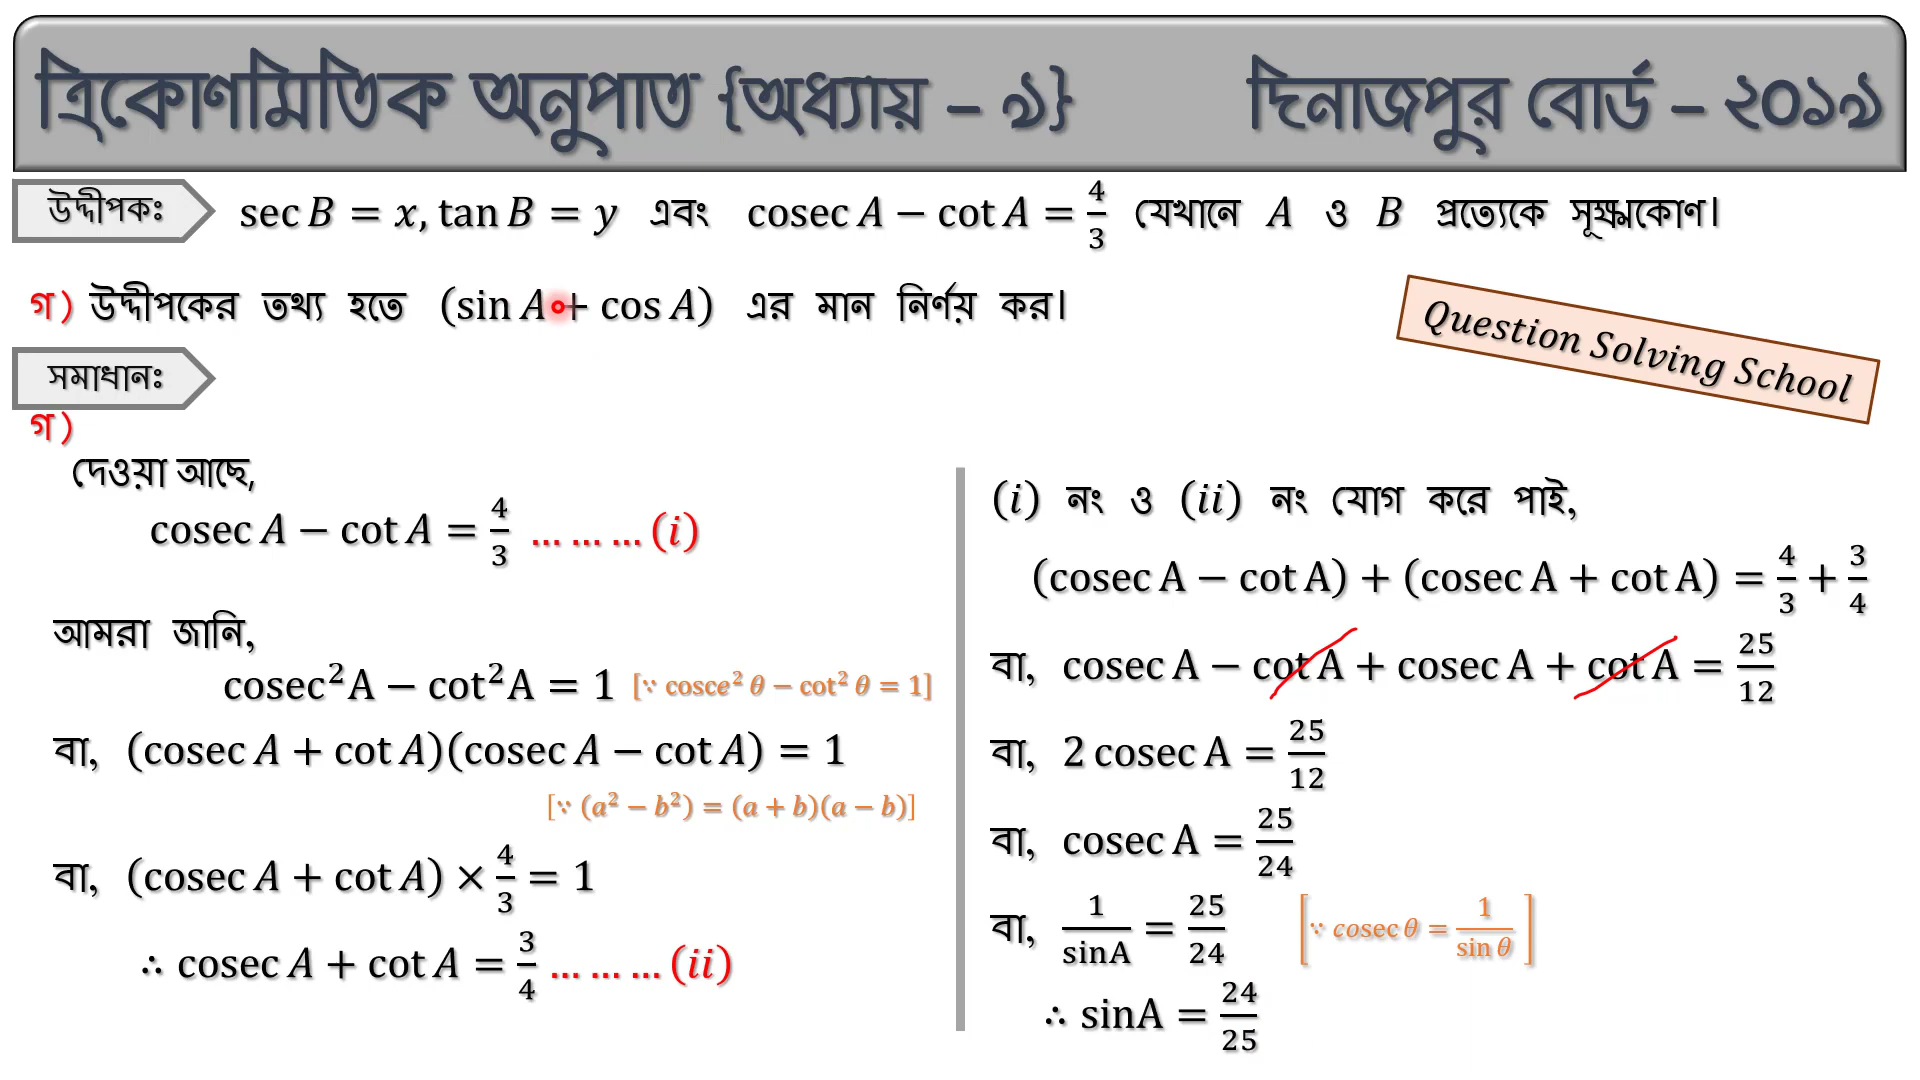 ত্রিকোণমিতিক অনুপাত {অধ্যায় – ৯} দিনাজপুর বোর্ড – ২০১৯
উদ্দীপকঃ sec B = x, tan B = y এবং cosec A − cot A = 4/3 যেখানে A ও B প্রত্যেকে সূক্ষ্মকোণ।
গ) উদ্দীপকের তথ্য হতে (sin A + cos A) এর মান নির্ণয় কর।
Question Solving School
সমাধানঃ
গ)
দেওয়া আছে,
cosec A − cot A = 4/3 ... ... ... (i)
আমরা জানি,
cosec²A − cot²A = 1 [∵ cosce² θ − cot² θ = 1]
বা, (cosec A + cot A)(cosec A − cot A) = 1
[∵ (a² − b²) = (a + b)(a − b)]
বা, (cosec A + cot A) × 4/3 = 1
∴ cosec A + cot A = 3/4 ... ... ... (ii)
(i) নং ও (ii) নং যোগ করে পাই,
(cosec A − cot A) + (cosec A + cot A) = 4/3 + 3/4
বা, cosec A − cot A + cosec A + cot A = 25/12
বা, 2 cosec A = 25/12
বা, cosec A = 25/24
বা, 1/sinA = 25/24 [∵ cosec θ = 1/sin θ]
∴ sinA = 24/25